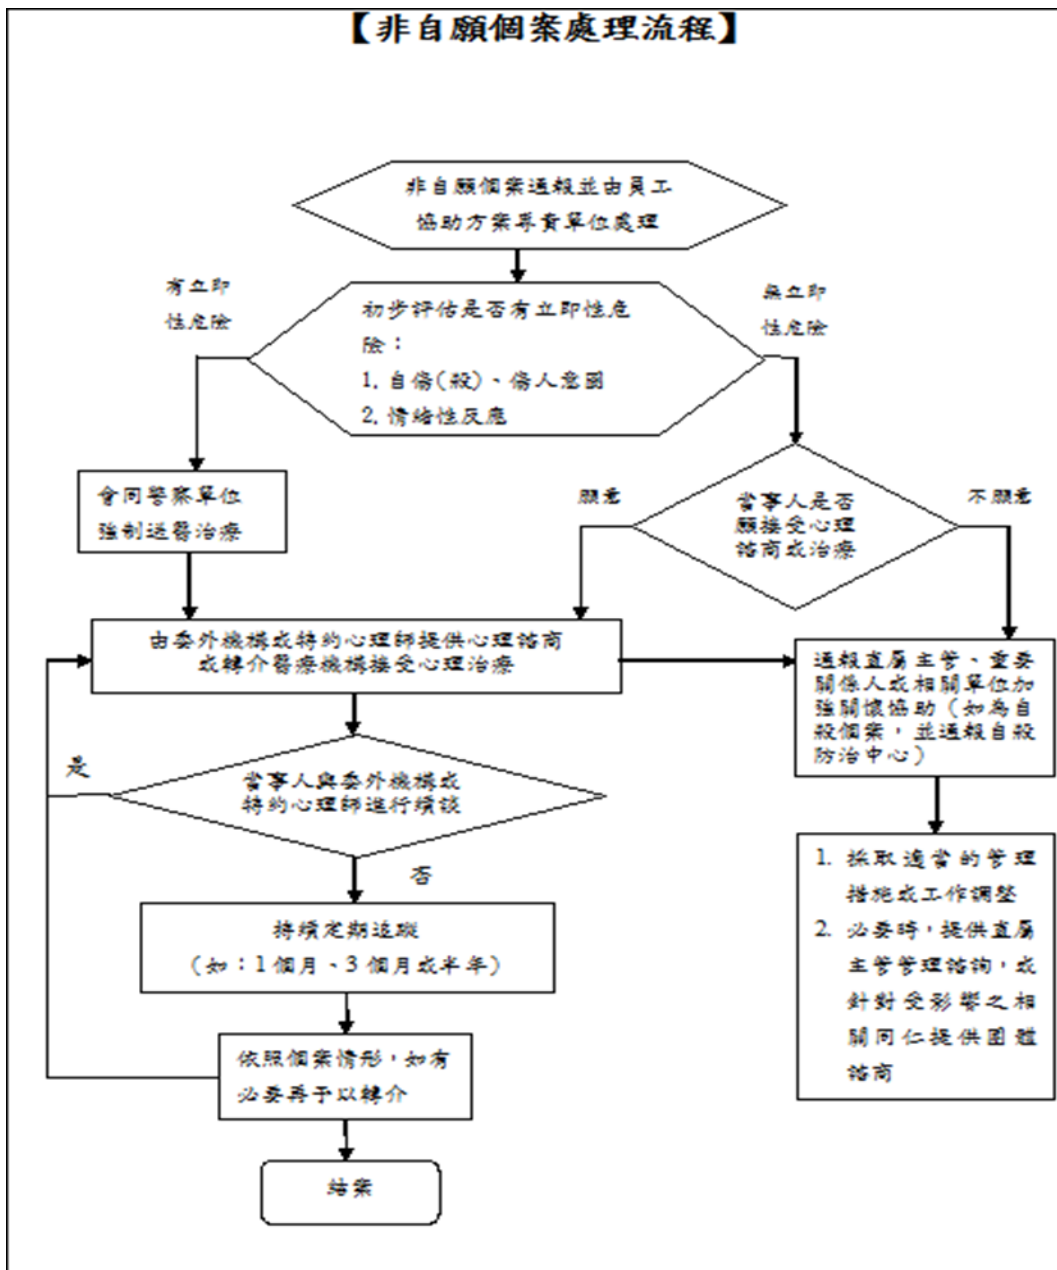 【非自願個案處理流程】
非自願個案通報並由員工
協助方案專責單位處理
有立即
性危險
無立即
性危險
初步評估是否有立即性危
險：
1. 自傷(殺)、傷人意圖
2. 情緒性反應
會同警察單位
強制送醫治療
願意
當事人是否
願接受心理
諮商或治療
不願意
由委外機構或特約心理師提供心理諮商
或轉介醫療機構接受心理治療
通報直屬主管、重要
關係人或相關單位加
強關懷協助（如為自
殺個案，並通報自殺
防治中心）
是
當事人與委外機構或
特約心理師進行續談
否
持續定期追蹤
（如：1個月、3個月或半年）
1. 採取適當的管理
措施或工作調整
2. 必要時，提供直屬
主管管理諮詢，或
針對受影響之相
關同仁提供團體
諮商
依照個案情形，如有
必要再予以轉介
結案